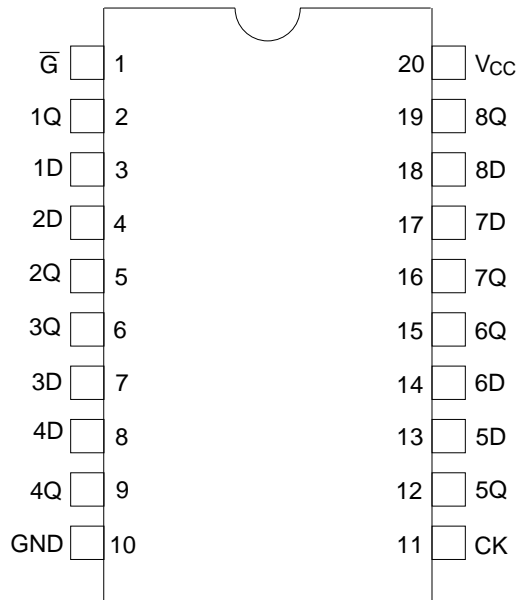 G̅ 1 20 VCC
1Q 2 19 8Q
1D 3 18 8D
2D 4 17 7D
2Q 5 16 7Q
3Q 6 15 6Q
3D 7 14 6D
4D 8 13 5D
4Q 9 12 5Q
GND 10 11 CK